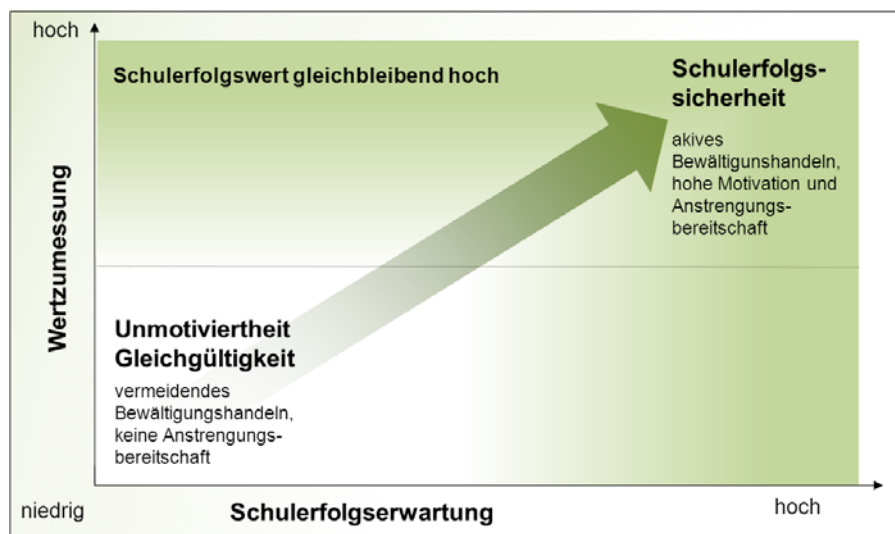 hoch
Schulerfolgswert gleichbleibend hoch
Schulerfolgs-
sicherheit
akives
Bewältigunshandeln,
hohe Motivation und
Anstrengungs-
bereitschaft
Wertzumessung
Unmotiviertheit
Gleichgültigkeit
vermeidendes
Bewältigungshandeln,
keine Anstrengungs-
bereitschaft
niedrig
Schulerfolgserwartung
hoch